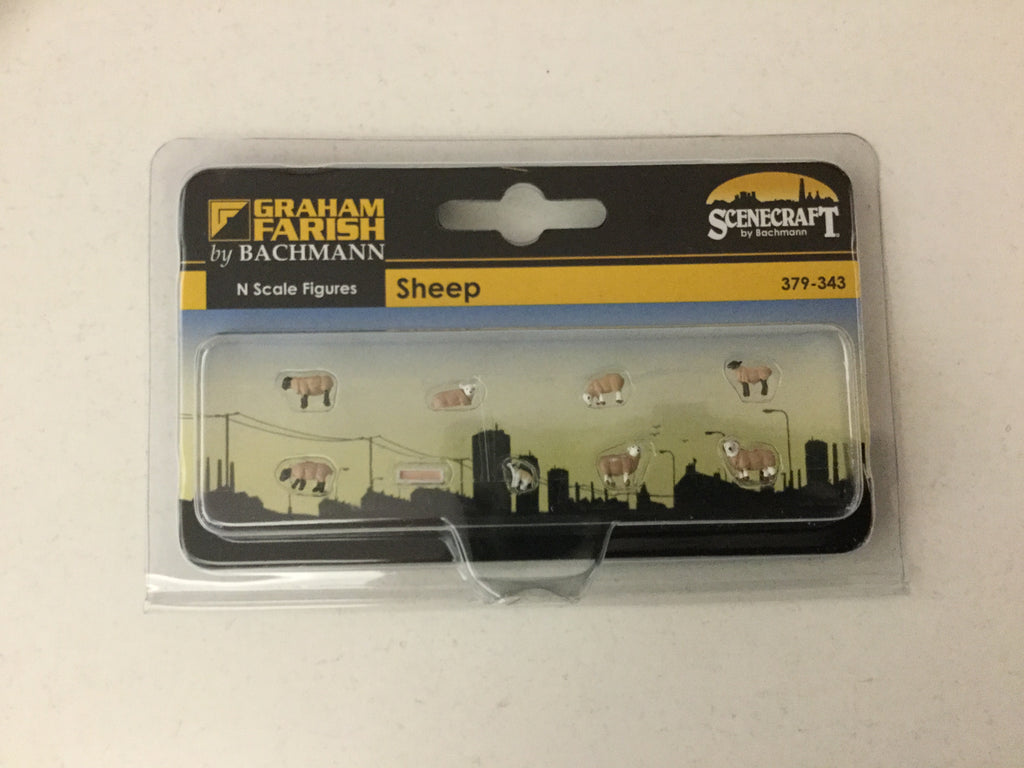 GRAHAM
FARISH
by BACHMANN
SCENECRAFT
by Bachmann
N Scale Figures
Sheep
379-343